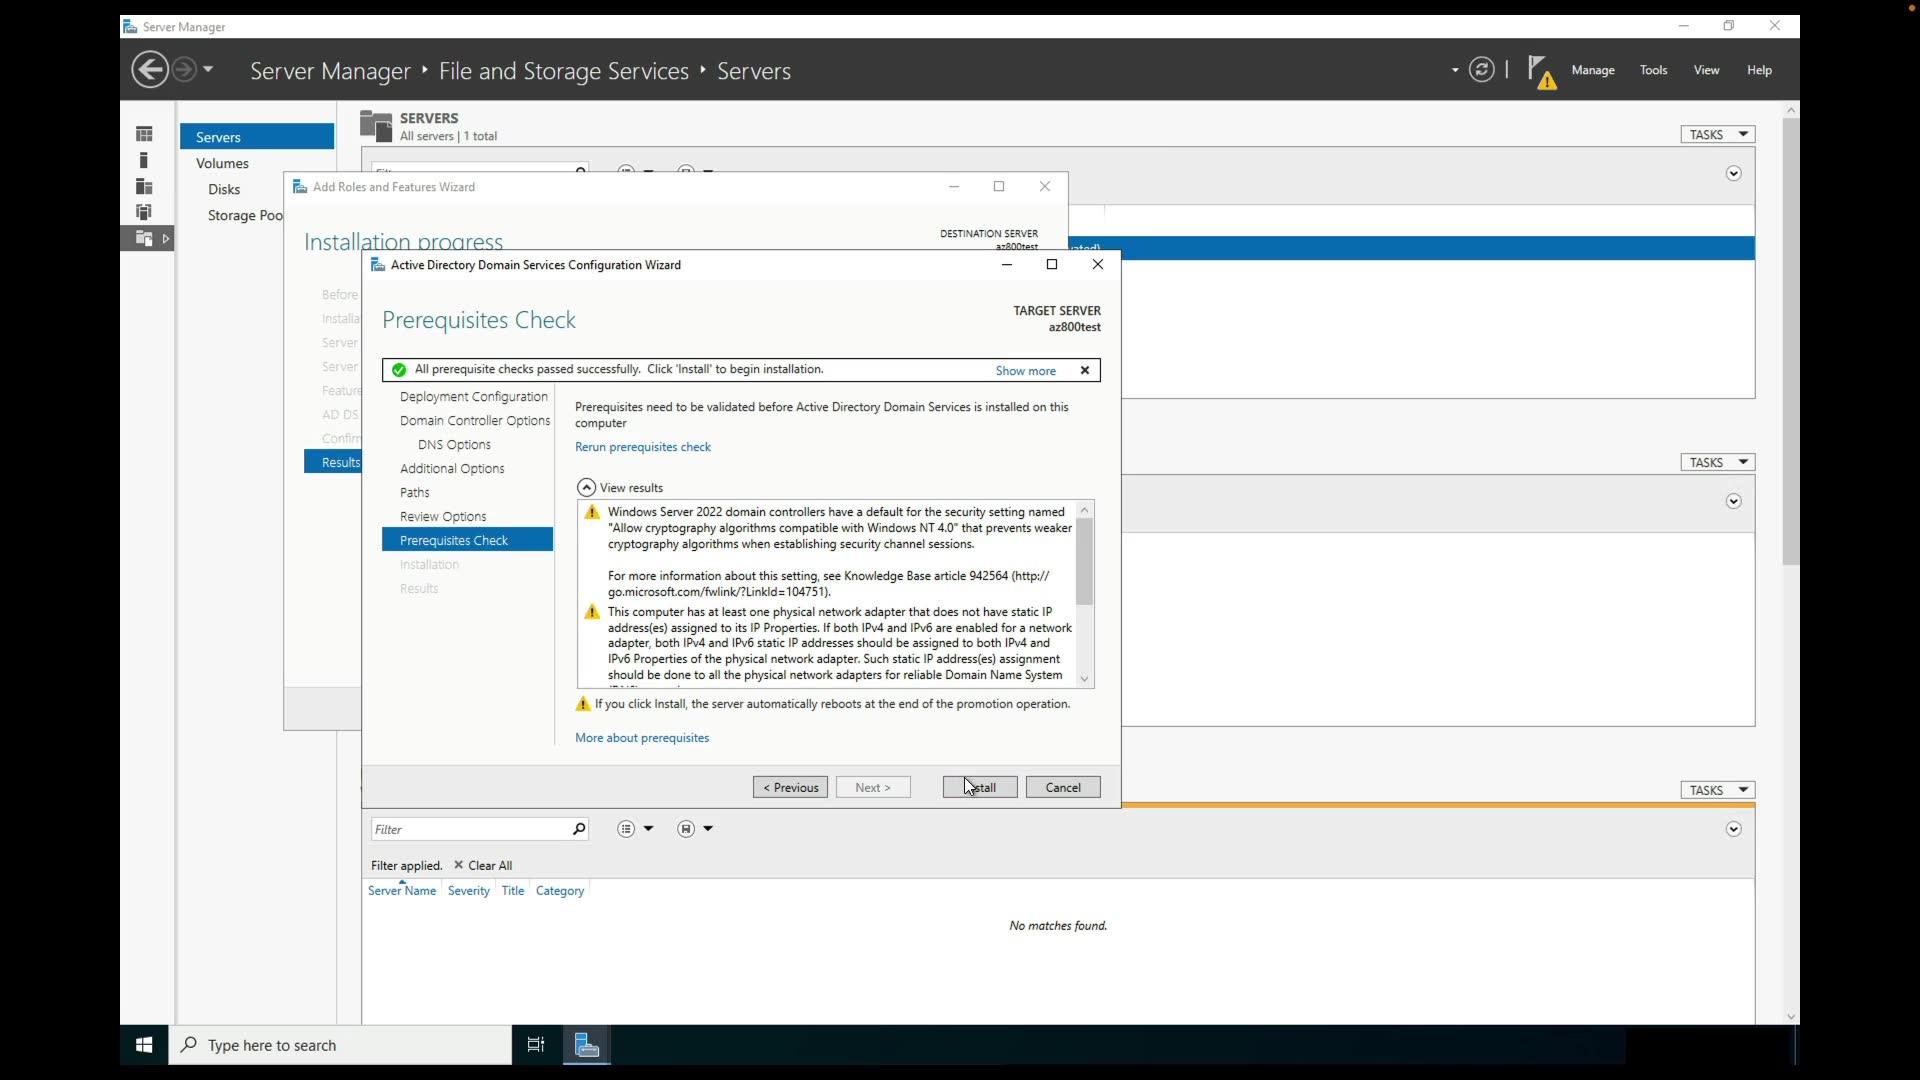 Server Manager
Server Manager ‣ File and Storage Services ‣ Servers
Manage Tools View Help
Servers
Volumes
Disks
Storage Poo
SERVERS
All servers | 1 total
TASKS
Add Roles and Features Wizard
Installation progress
DESTINATION SERVER
az800test
Before
Installa
Server
Server
Feature
AD DS
Confirm
Results
Active Directory Domain Services Configuration Wizard
Prerequisites Check
TARGET SERVER
az800test
All prerequisite checks passed successfully. Click 'Install' to begin installation.
Show more
Deployment Configuration
Domain Controller Options
DNS Options
Additional Options
Paths
Review Options
Prerequisites Check
Installation
Results
Prerequisites need to be validated before Active Directory Domain Services is installed on this
computer
Rerun prerequisites check
View results
Windows Server 2022 domain controllers have a default for the security setting named
"Allow cryptography algorithms compatible with Windows NT 4.0" that prevents weaker
cryptography algorithms when establishing security channel sessions.
For more information about this setting, see Knowledge Base article 942564 (http://
go.microsoft.com/fwlink/?LinkId=104751).
This computer has at least one physical network adapter that does not have static IP
address(es) assigned to its IP Properties. If both IPv4 and IPv6 are enabled for a network
adapter, both IPv4 and IPv6 static IP addresses should be assigned to both IPv4 and
IPv6 Properties of the physical network adapter. Such static IP address(es) assignment
should be done to all the physical network adapters for reliable Domain Name System
If you click Install, the server automatically reboots at the end of the promotion operation.
More about prerequisites
< Previous
Next >
stall
Cancel
TASKS
TASKS
Filter
Filter applied. × Clear All
Server Name Severity Title Category
No matches found.
Type here to search